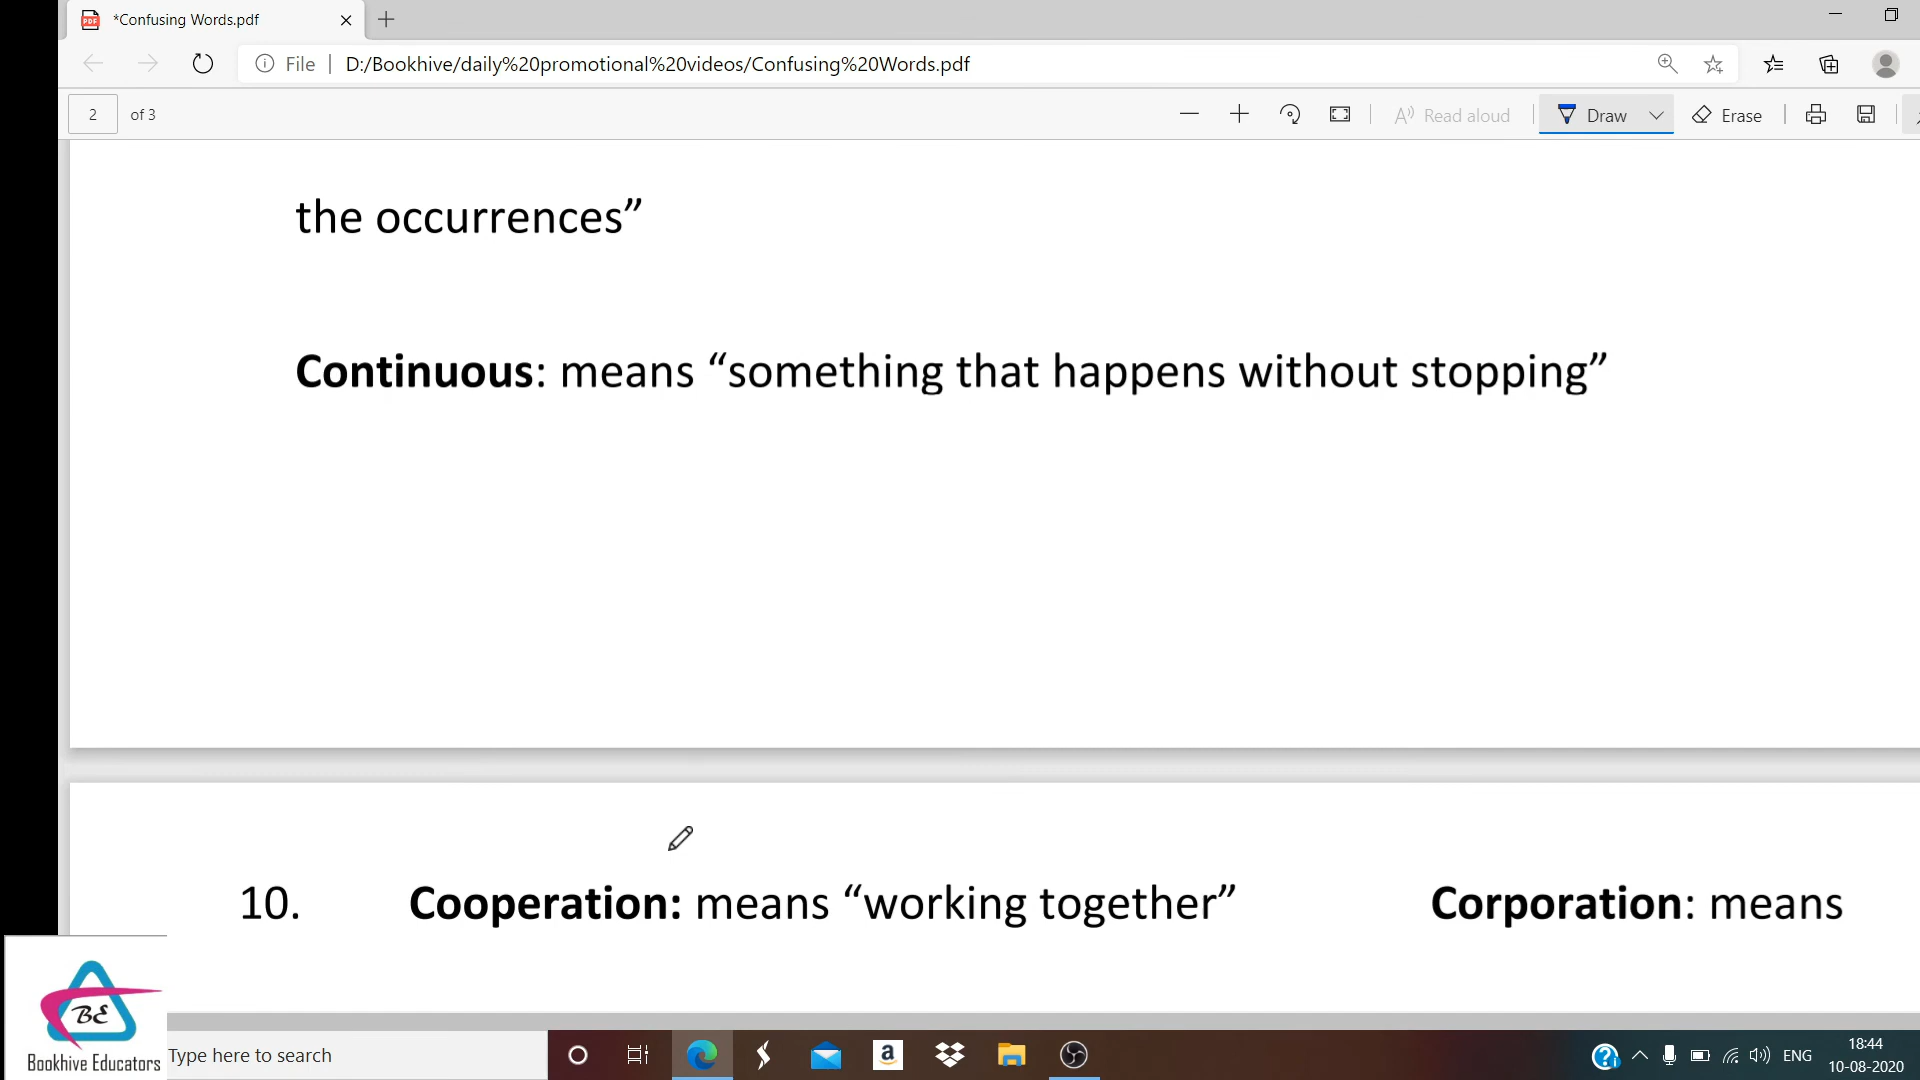 *Confusing Words.pdf
File | D:/Bookhive/daily%20promotional%20videos/Confusing%20Words.pdf
2 of 3 Read aloud Draw Erase
the occurrences”
Continuous: means “something that happens without stopping”
10. Cooperation: means “working together” Corporation: means
BE
Bookhive Educators
Type here to search
ENG
18:44
10-08-2020